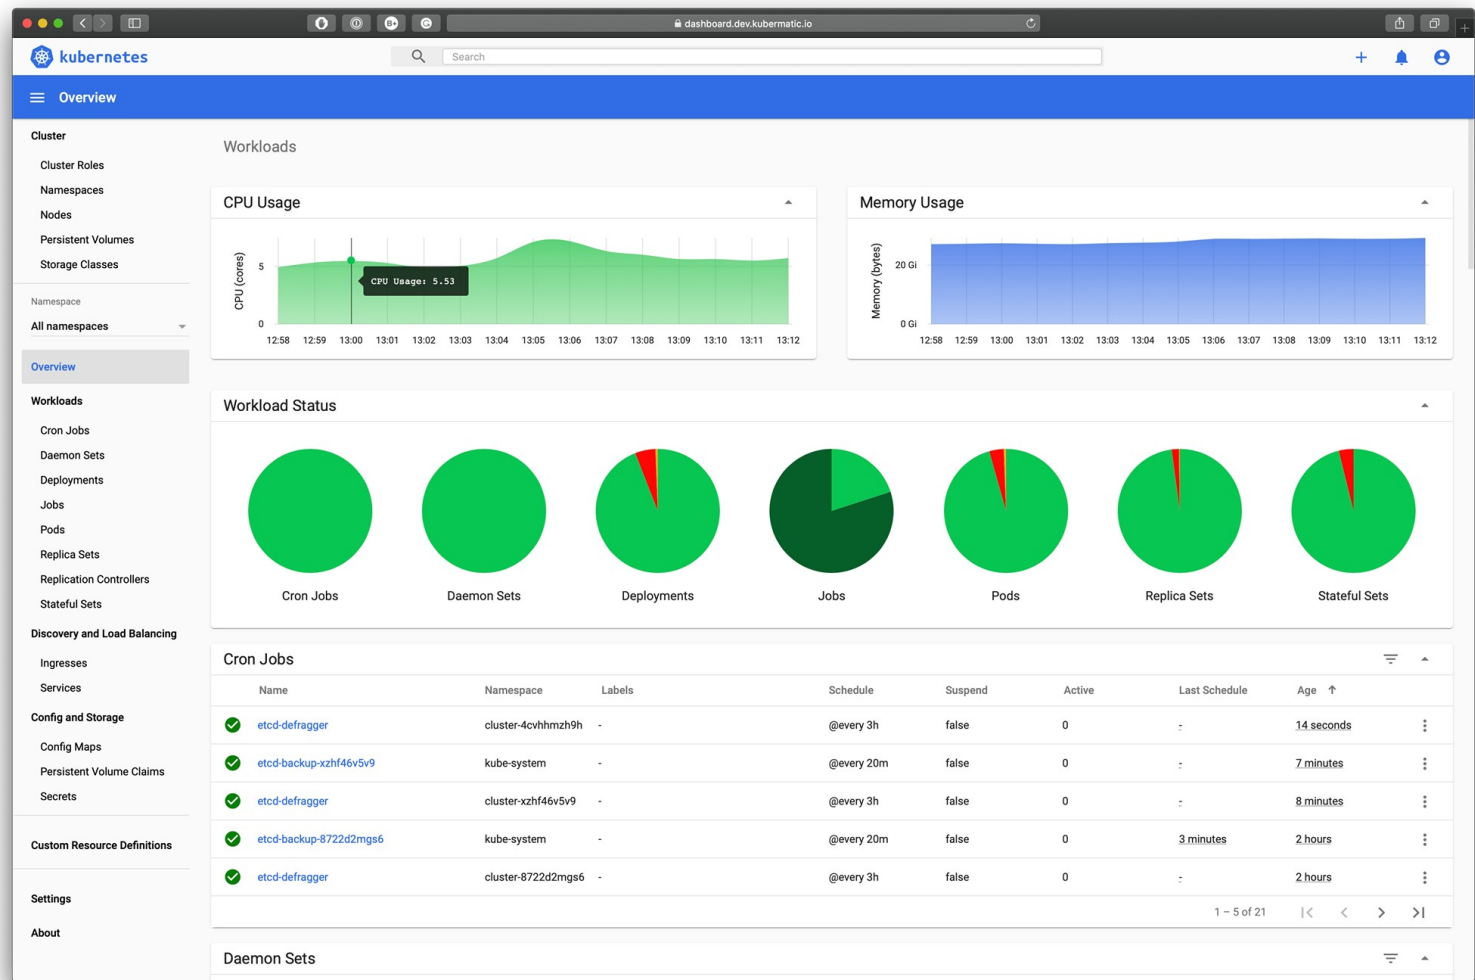 dashboard.dev.kubermatic.io
kubernetes
Search
Overview
Cluster
Cluster Roles
Namespaces
Nodes
Persistent Volumes
Storage Classes
Namespace
All namespaces
Overview
Workloads
Cron Jobs
Daemon Sets
Deployments
Jobs
Pods
Replica Sets
Replication Controllers
Stateful Sets
Discovery and Load Balancing
Ingresses
Services
Config and Storage
Config Maps
Persistent Volume Claims
Secrets
Custom Resource Definitions
Settings
About
Workloads
CPU Usage
CPU (cores)
5
0
CPU Usage: 5.53
12:58 12:59 13:00 13:01 13:02 13:03 13:04 13:05 13:06 13:07 13:08 13:09 13:10 13:11 13:12
Memory Usage
Memory (bytes)
20 Gi
0 Gi
12:58 12:59 13:00 13:01 13:02 13:03 13:04 13:05 13:06 13:07 13:08 13:09 13:10 13:11 13:12
Workload Status
Cron Jobs Daemon Sets Deployments Jobs Pods Replica Sets Stateful Sets
Cron Jobs
Name Namespace Labels Schedule Suspend Active Last Schedule Age
etcd-defragger cluster-4cvhhmzh9h - @every 3h false 0 - 14 seconds
etcd-backup-xzhf46v5v9 kube-system - @every 20m false 0 - 7 minutes
etcd-defragger cluster-xzhf46v5v9 - @every 3h false 0 - 8 minutes
etcd-backup-8722d2mgs6 kube-system - @every 20m false 0 3 minutes 2 hours
etcd-defragger cluster-8722d2mgs6 - @every 3h false 0 - 2 hours
1 – 5 of 21
Daemon Sets